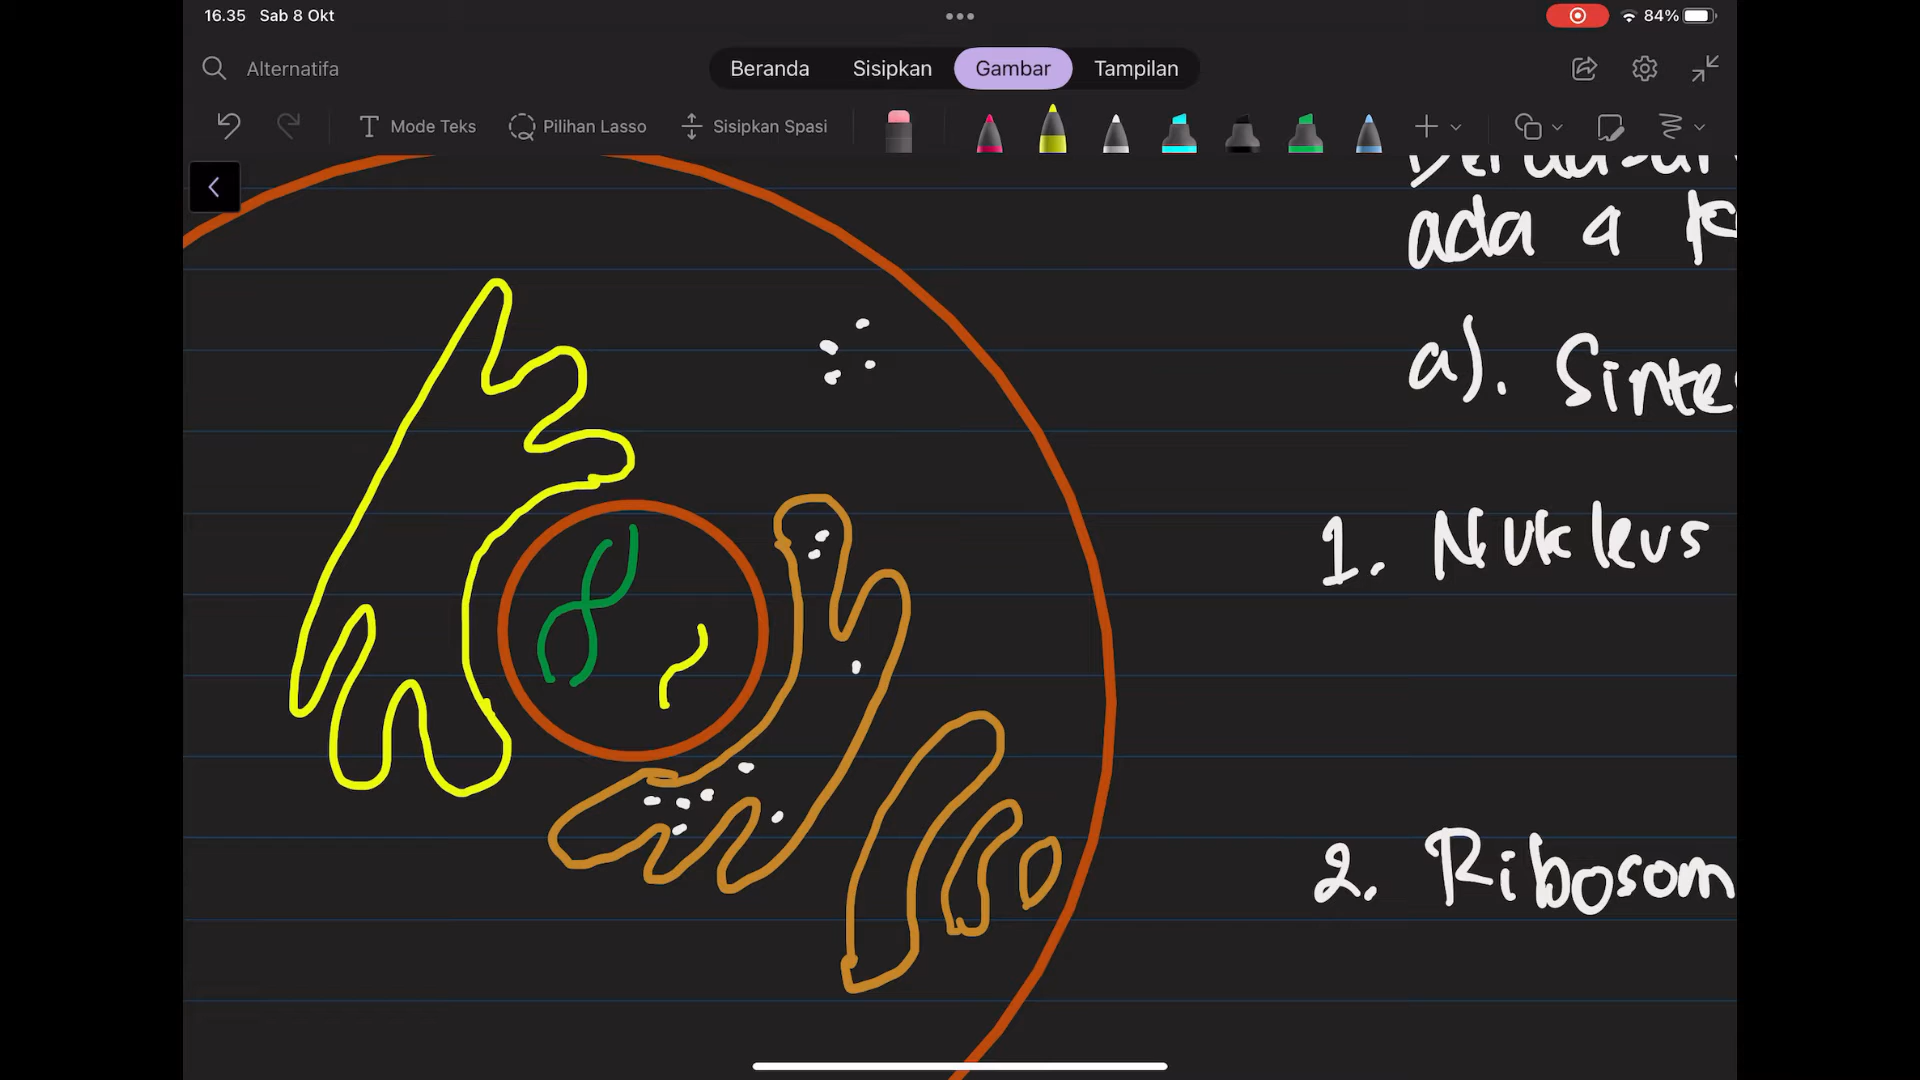 16.35 Sab 8 Okt
84%
Alternatifa
Beranda Sisipkan Gambar Tampilan
Mode Teks Pilihan Lasso Sisipkan Spasi
ada 4 K
a). Sinte
1. Nukleus
2. Ribosom